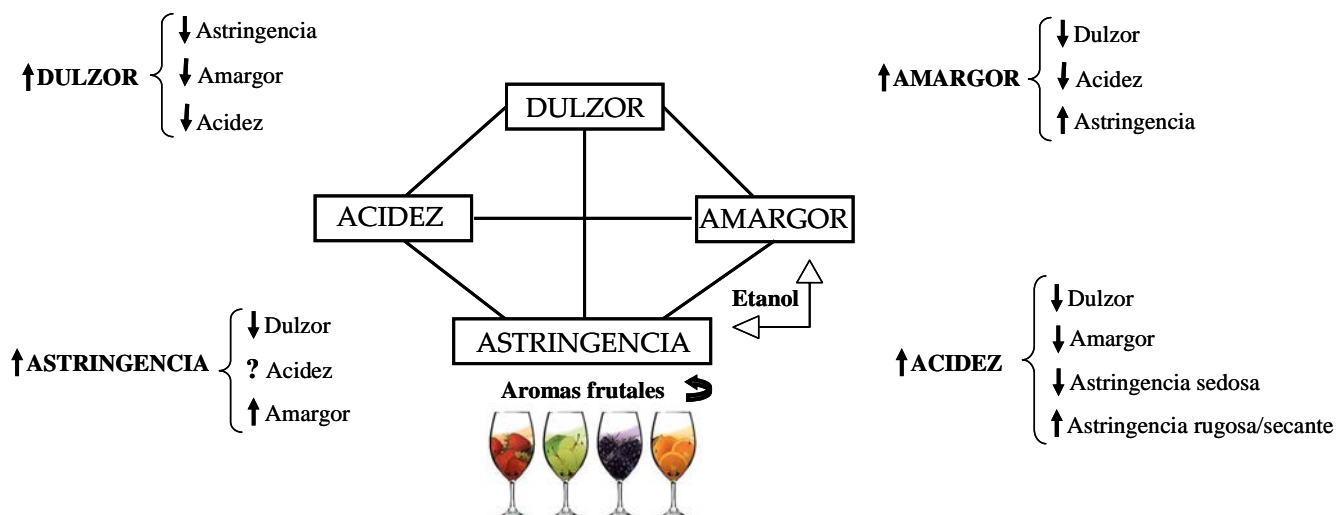 ↑DULZOR
↓ Astringencia
↓ Amargor
↓ Acidez
↑AMARGOR
↓ Dulzor
↓ Acidez
↑ Astringencia
DULZOR
ACIDEZ
AMARGOR
Etanol
ASTRINGENCIA
Aromas frutales
↑ASTRINGENCIA
↓ Dulzor
? Acidez
↑ Amargor
↑ACIDEZ
↓ Dulzor
↓ Amargor
↓ Astringencia sedosa
↑ Astringencia rugosa/secante